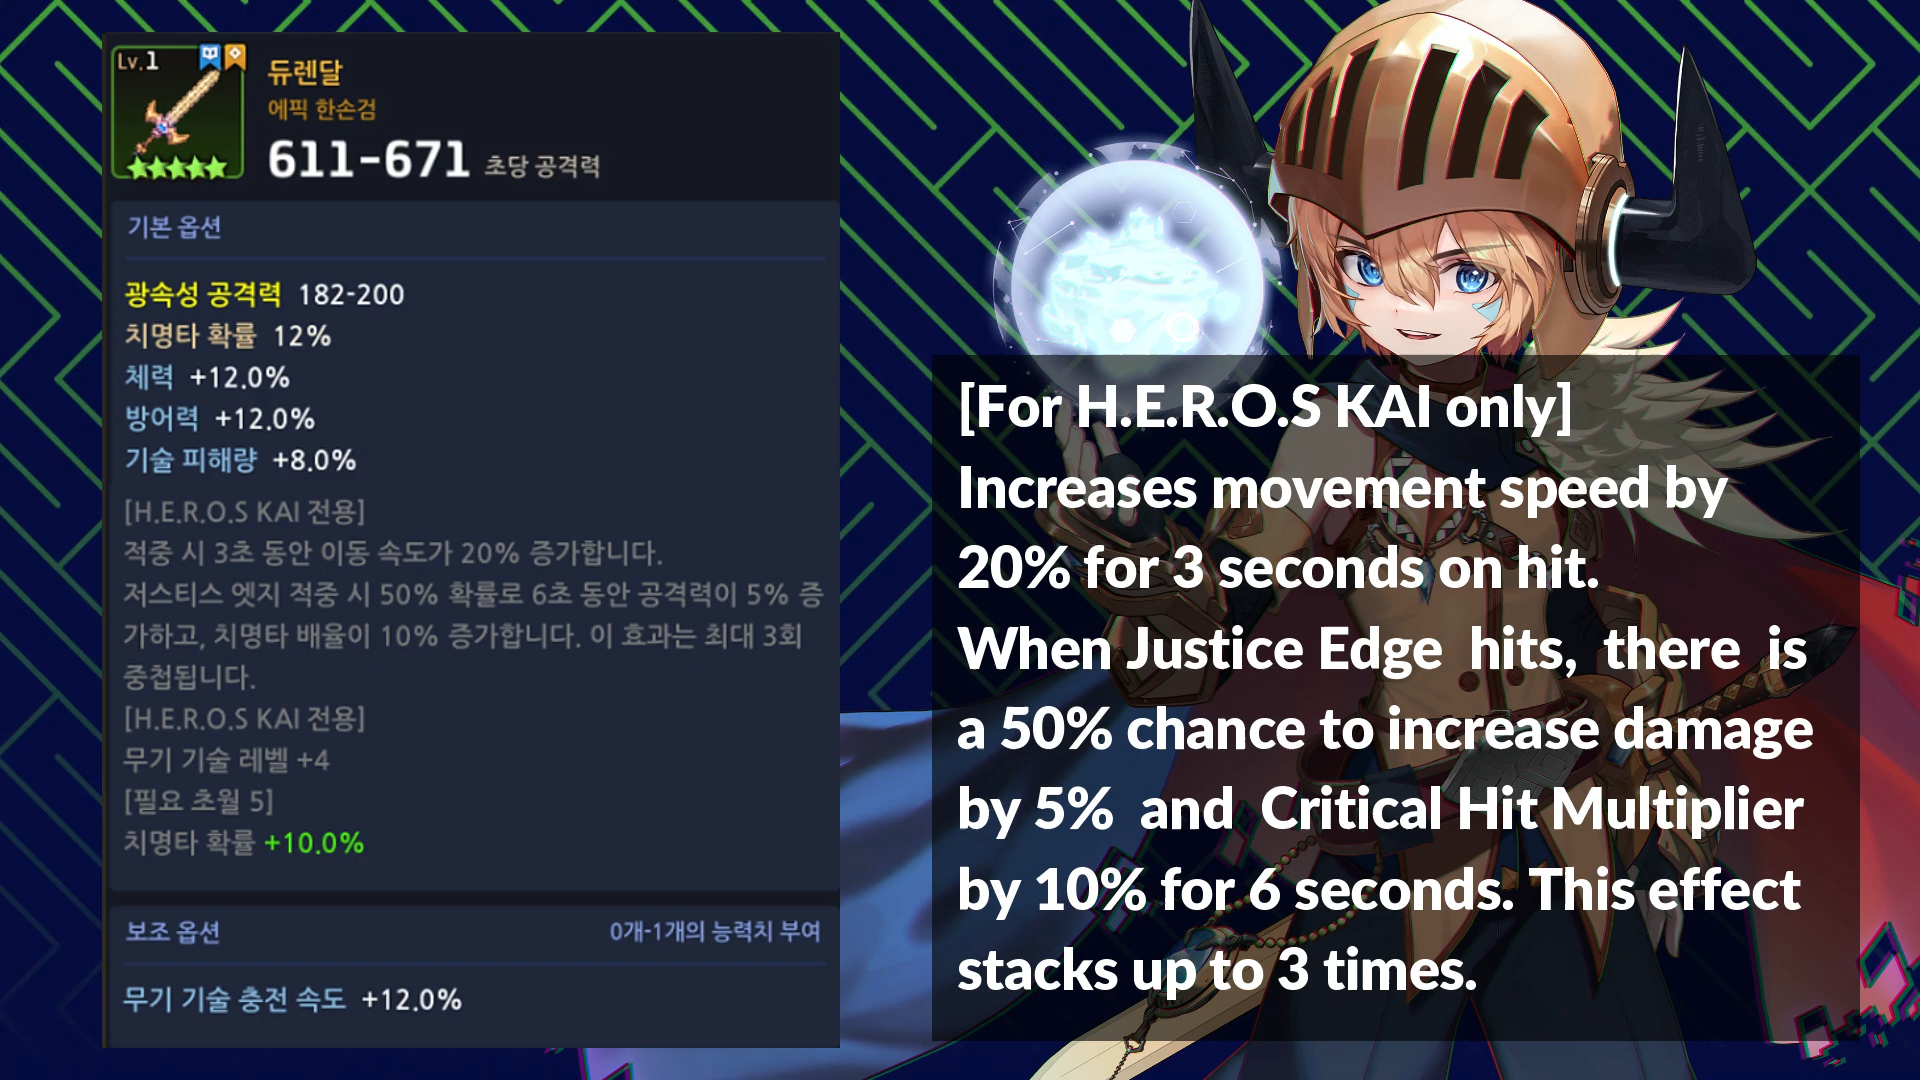 Lv.1
듀렌달
에픽 한손검
611-671 초당 공격력
기본 옵션
광속성 공격력 182-200
치명타 확률 12%
체력 +12.0%
방어력 +12.0%
기술 피해량 +8.0%
[H.E.R.O.S KAI 전용]
적중 시 3초 동안 이동 속도가 20% 증가합니다.
저스티스 엣지 적중 시 50% 확률로 6초 동안 공격력이 5% 증
가하고, 치명타 배율이 10% 증가합니다. 이 효과는 최대 3회
중첩됩니다.
[H.E.R.O.S KAI 전용]
무기 기술 레벨 +4
[필요 초월 5]
치명타 확률 +10.0%
보조 옵션 0개-1개의 능력치 부여
무기 기술 충전 속도 +12.0%
[For H.E.R.O.S KAI only]
Increases movement speed by
20% for 3 seconds on hit.
When Justice Edge hits, there is
a 50% chance to increase damage
by 5% and Critical Hit Multiplier
by 10% for 6 seconds. This effect
stacks up to 3 times.